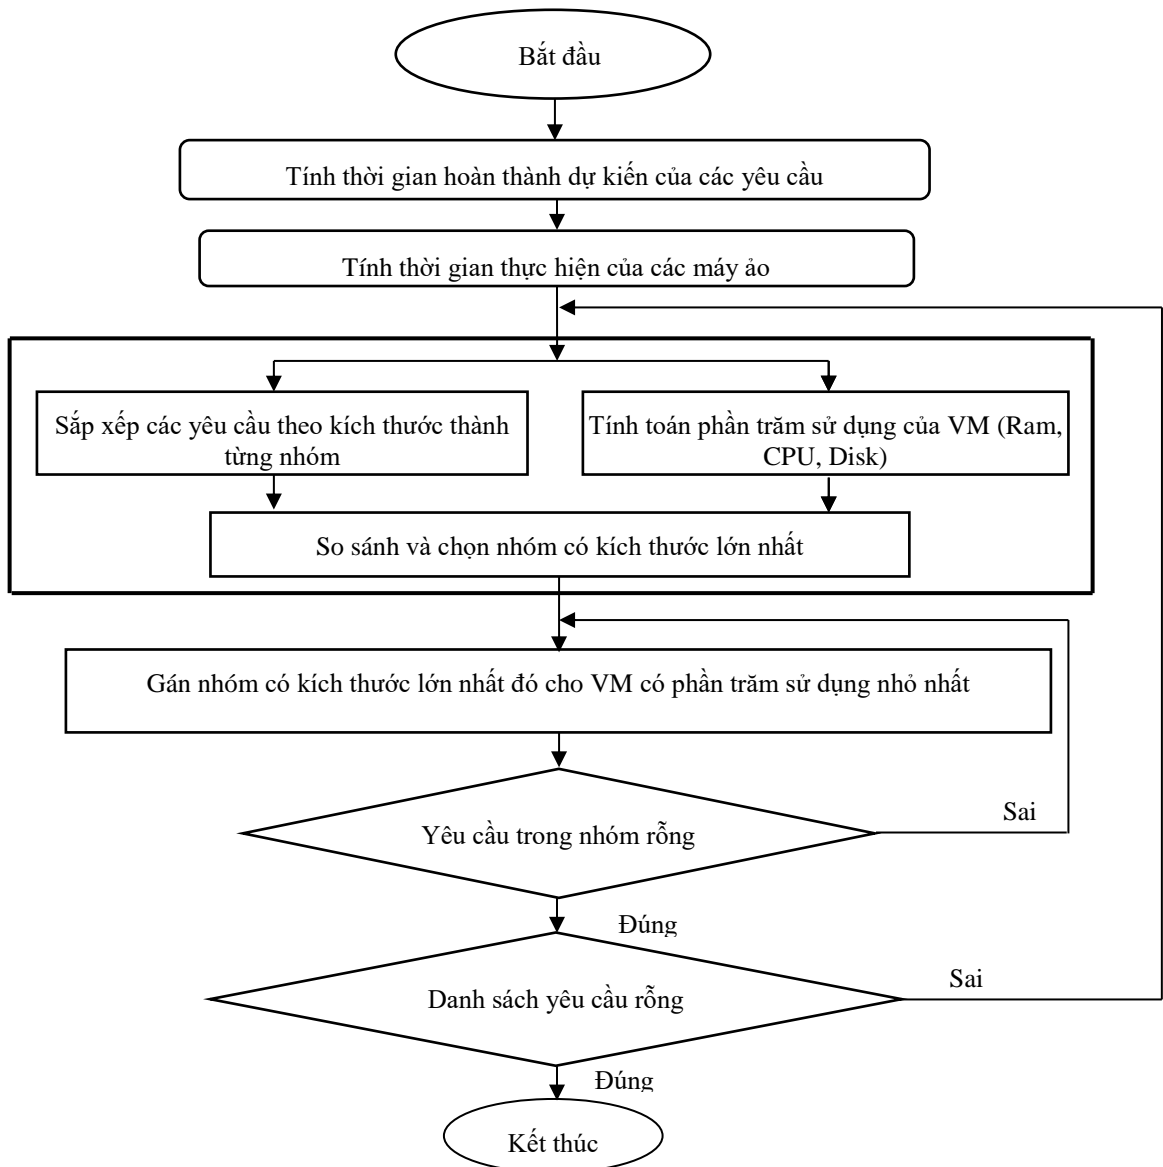 Bắt đầu
Tính thời gian hoàn thành dự kiến của các yêu cầu
Tính thời gian thực hiện của các máy ảo
Sắp xếp các yêu cầu theo kích thước thành
từng nhóm
Tính toán phần trăm sử dụng của VM (Ram,
CPU, Disk)
So sánh và chọn nhóm có kích thước lớn nhất
Gán nhóm có kích thước lớn nhất đó cho VM có phần trăm sử dụng nhỏ nhất
Sai
Yêu cầu trong nhóm rỗng
Đúng
Sai
Danh sách yêu cầu rỗng
Đúng
Kết thúc